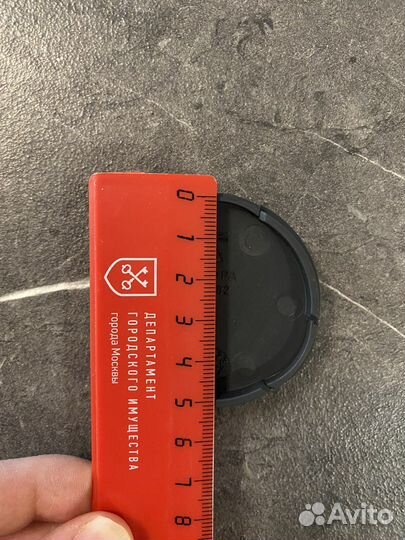 0 1 2 3 4 5 6 7 8
ДЕПАРТАМЕНТ
ГОРОДСКОГО ИМУЩЕСТВА
города Москвы
Avito